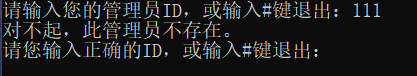 请输入您的管理员ID，或输入#键退出：111
对不起，此管理员不存在。
请您输入正确的ID，或输入#键退出：